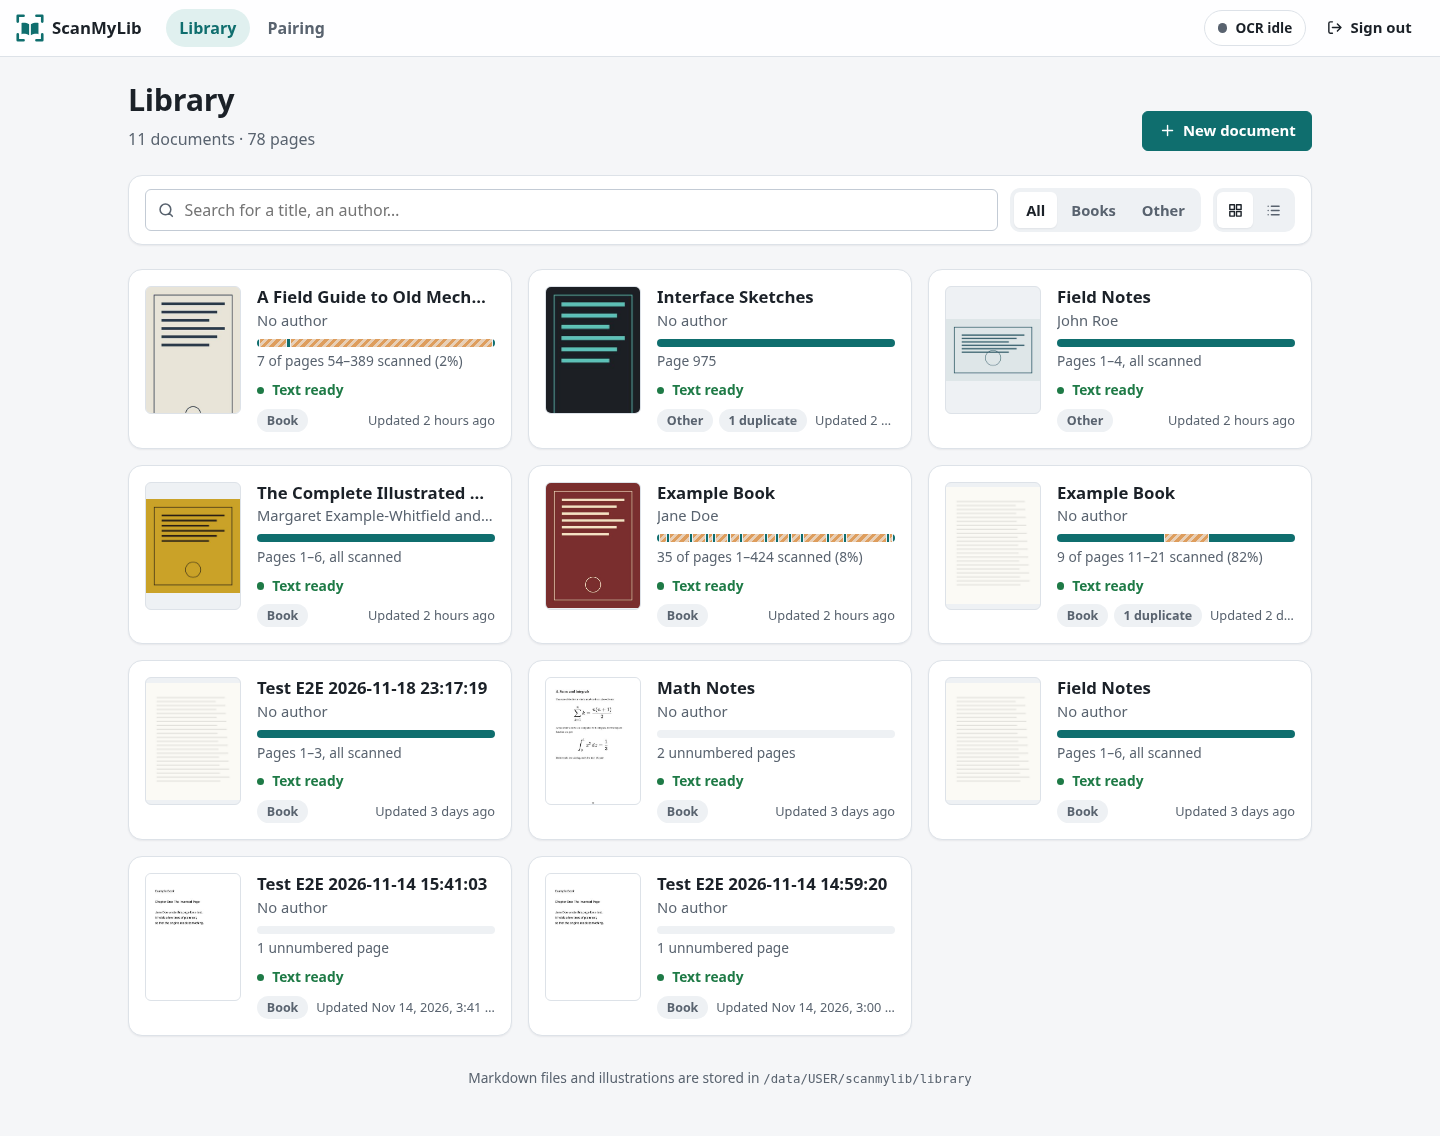 ScanMyLib
Library
Pairing
OCR idle
Sign out
Library
11 documents · 78 pages
New document
Search for a title, an author...
All
Books
Other
A Field Guide to Old Mech...
No author
7 of pages 54–389 scanned (2%)
Text ready
Book
Updated 2 hours ago
Interface Sketches
No author
Page 975
Text ready
Other
1 duplicate
Updated 2 ...
Field Notes
John Roe
Pages 1–4, all scanned
Text ready
Other
Updated 2 hours ago
The Complete Illustrated ...
Margaret Example-Whitfield and...
Pages 1–6, all scanned
Text ready
Book
Updated 2 hours ago
Example Book
Jane Doe
35 of pages 1–424 scanned (8%)
Text ready
Book
Updated 2 hours ago
Example Book
No author
9 of pages 11–21 scanned (82%)
Text ready
Book
1 duplicate
Updated 2 d...
Test E2E 2026-11-18 23:17:19
No author
Pages 1–3, all scanned
Text ready
Book
Updated 3 days ago
Math Notes
No author
2 unnumbered pages
Text ready
Book
Updated 3 days ago
Field Notes
No author
Pages 1–6, all scanned
Text ready
Book
Updated 3 days ago
Test E2E 2026-11-14 15:41:03
No author
1 unnumbered page
Text ready
Book
Updated Nov 14, 2026, 3:41 ...
Test E2E 2026-11-14 14:59:20
No author
1 unnumbered page
Text ready
Book
Updated Nov 14, 2026, 3:00 ...
Markdown files and illustrations are stored in /data/USER/scanmylib/library